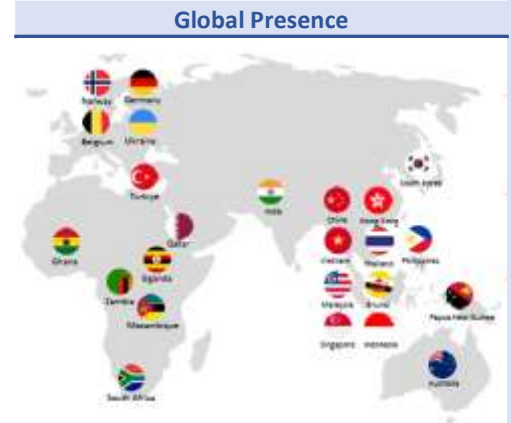 Global Presence
Norway
Germany
Belgium
Ukraine
Turkiye
South Korea
India
China
Hong Kong
Qatar
Ghana
Vietnam
Thailand
Philippines
Uganda
Zambia
Malaysia
Brunei
Mozambique
Papua New Guinea
Singapore
Indonesia
South Africa
Australia